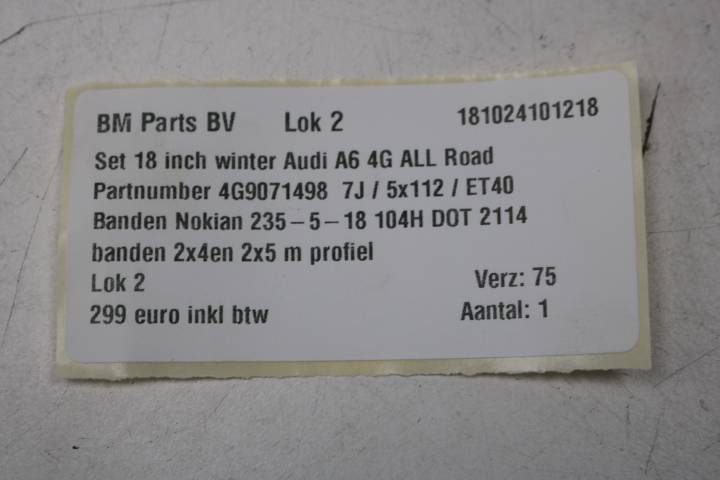 BM Parts BV Lok 2 181024101218
Set 18 inch winter Audi A6 4G ALL Road
Partnumber 4G9071498 7J / 5x112 / ET40
Banden Nokian 235-5-18 104H DOT 2114
banden 2x4en 2x5 m profiel
Lok 2 Verz: 75
299 euro inkl btw Aantal: 1